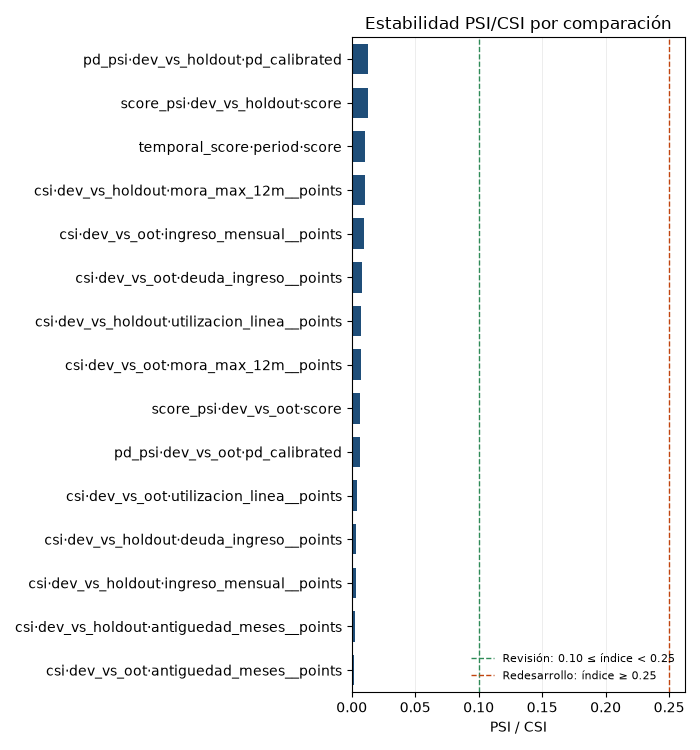 Estabilidad PSI/CSI por comparación
pd_psi·dev_vs_holdout·pd_calibrated
score_psi·dev_vs_holdout·score
temporal_score·period·score
csi·dev_vs_holdout·mora_max_12m__points
csi·dev_vs_oot·ingreso_mensual__points
csi·dev_vs_oot·deuda_ingreso__points
csi·dev_vs_holdout·utilizacion_linea__points
csi·dev_vs_oot·mora_max_12m__points
score_psi·dev_vs_oot·score
pd_psi·dev_vs_oot·pd_calibrated
csi·dev_vs_oot·utilizacion_linea__points
csi·dev_vs_holdout·deuda_ingreso__points
csi·dev_vs_holdout·ingreso_mensual__points
csi·dev_vs_holdout·antiguedad_meses__points
csi·dev_vs_oot·antiguedad_meses__points
Revisión: 0.10 ≤ índice < 0.25
Redesarrollo: índice ≥ 0.25
0.00 0.05 0.10 0.15 0.20 0.25
PSI / CSI